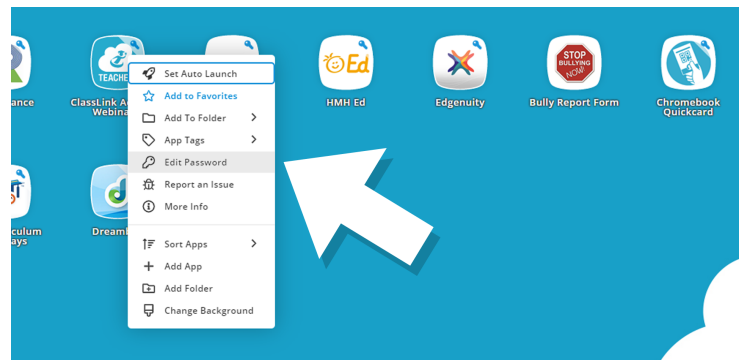 TEACHE
STOP
BULLYING
NOW
Ed
ance
ClassLink A
Webina
HMH Ed
Edgenuity
Bully Report Form
Chromebook
Quickcard
Set Auto Launch
Add to Favorites
Add To Folder
App Tags
Edit Password
Report an Issue
More Info
Sort Apps
Add App
Add Folder
Change Background
culum
ays
Dream